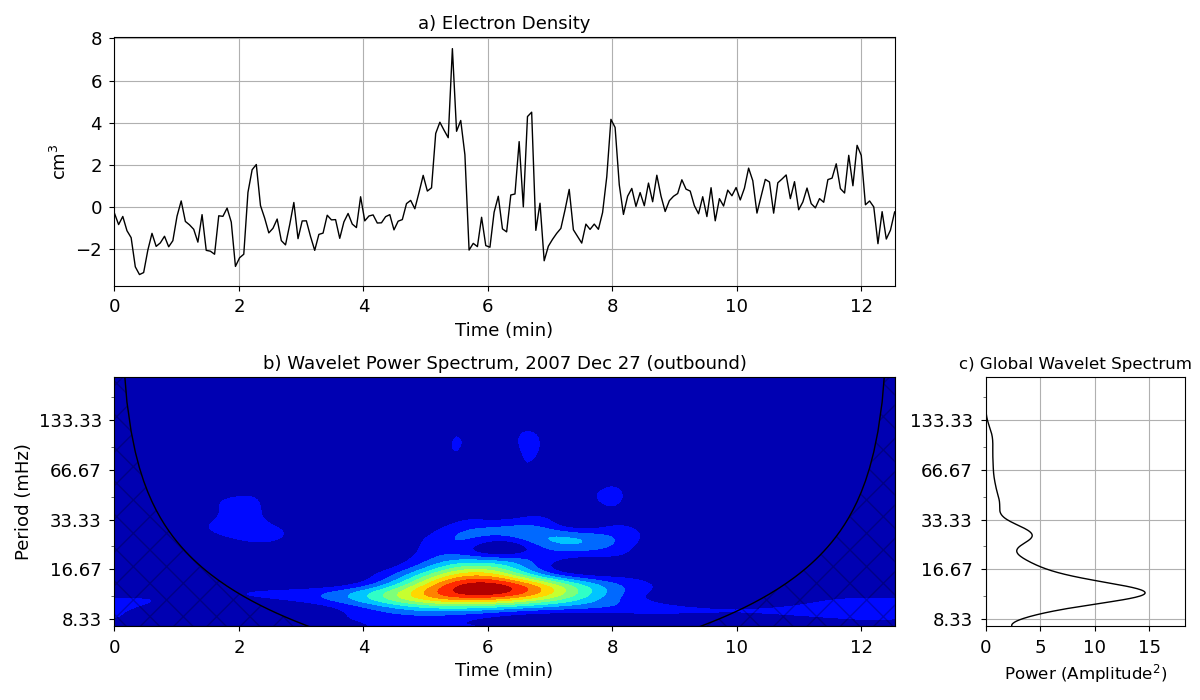 a) Electron Density
8
6
4
2
0
−2
cm³
0 2 4 6 8 10 12
Time (min)
b) Wavelet Power Spectrum, 2007 Dec 27 (outbound)
133.33
66.67
33.33
16.67
8.33
Period (mHz)
0 2 4 6 8 10 12
Time (min)
c) Global Wavelet Spectrum
133.33
66.67
33.33
16.67
8.33
0 5 10 15
Power (Amplitude²)